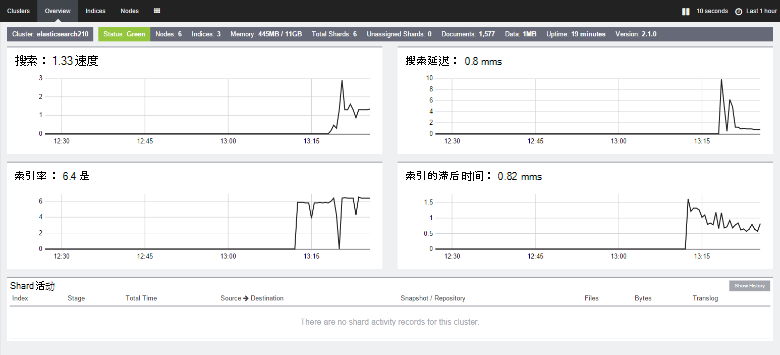 Clusters Overview Indices Nodes 10 seconds Last 1 hour
Cluster elasticsearch210 Status Green Nodes 6 Indices 3 Memory 445MB / 11GB Total Shards 6 Unassigned Shards 0 Documents 1,577 Data 1MB Uptime 19 minutes Version 2.1.0
搜索： 1.33 速度
3
2
1
0
12:30 12:45 13:00 13:15
搜索延迟： 0.8 mms
10
8
6
4
2
0
12:30 12:45 13:00 13:15
索引率： 6.4 是
6
4
2
0
12:30 12:45 13:00 13:15
索引的滞后时间： 0.82 mms
1.5
1
0.5
0
12:30 12:45 13:00 13:15
Shard 活动
Show History
Index Stage Total Time Source → Destination Snapshot / Repository Files Bytes Translog
There are no shard activity records for this cluster.